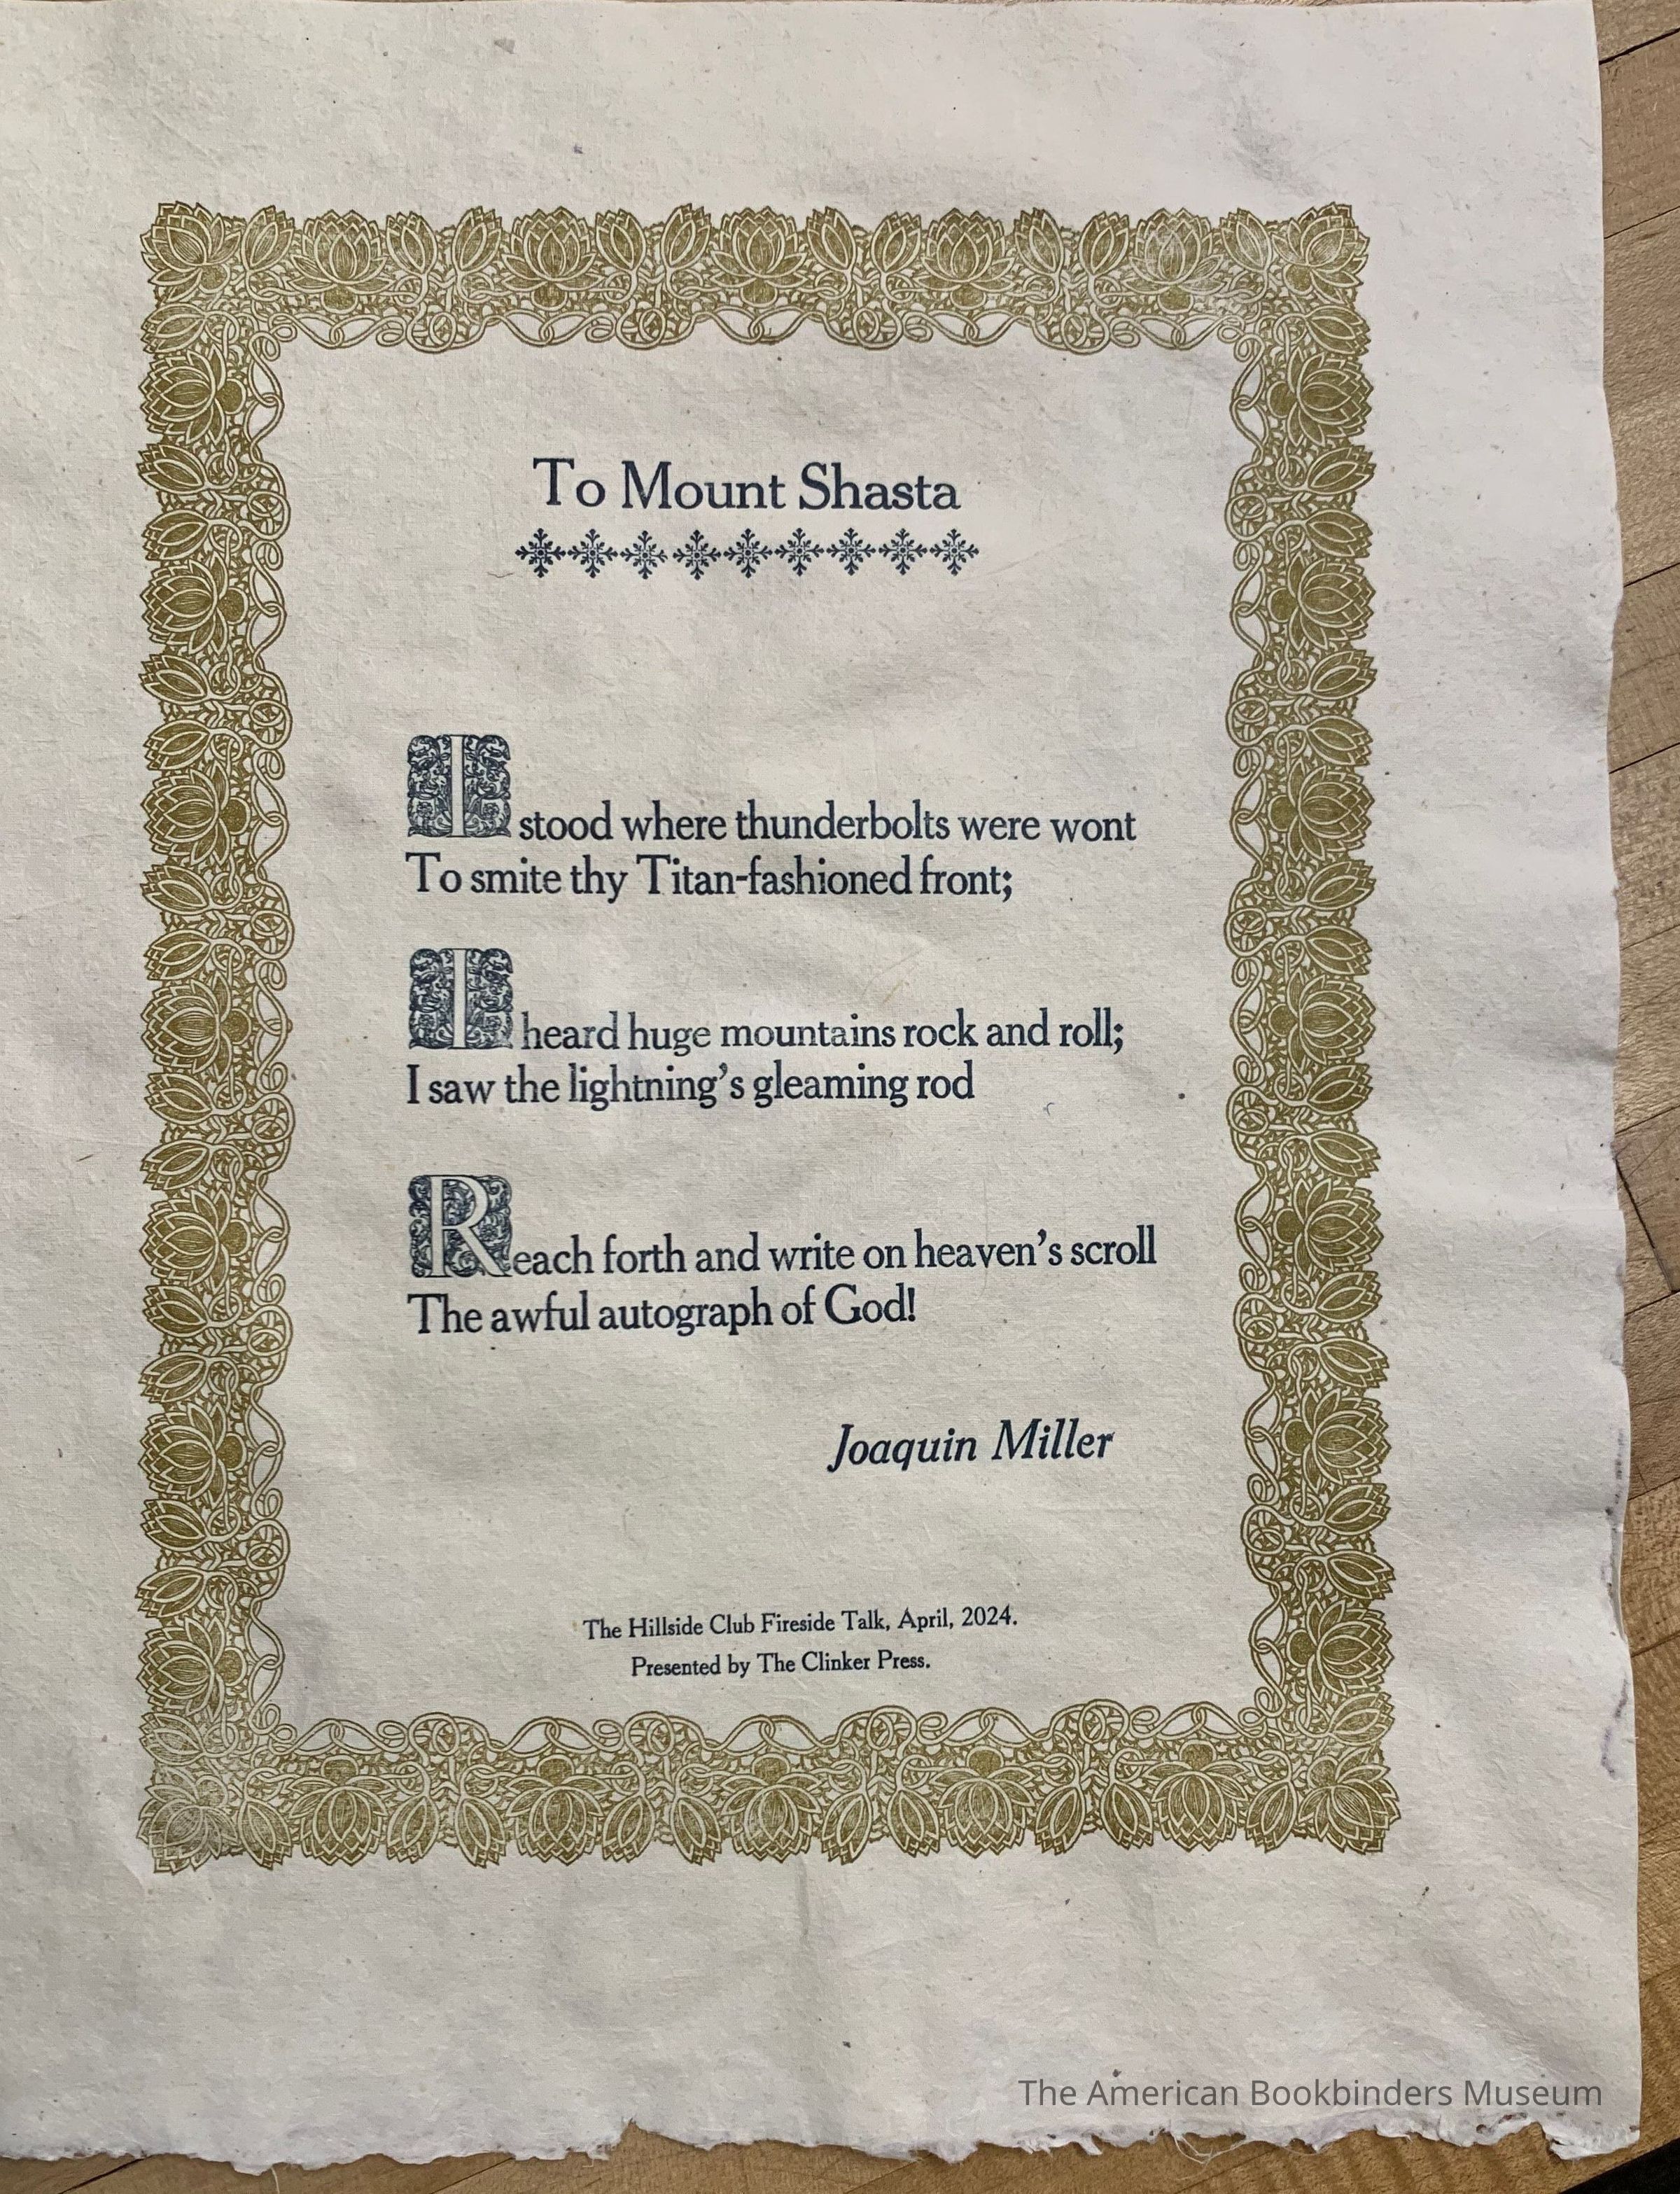 To Mount Shasta
I stood where thunderbolts were wont
To smite thy Titan-fashioned front;
I heard huge mountains rock and roll;
I saw the lightning's gleaming rod
Reach forth and write on heaven's scroll
The awful autograph of God!
Joaquin Miller
The Hillside Club Fireside Talk, April, 2024.
Presented by The Clinker Press.
The American Bookbinders Museum